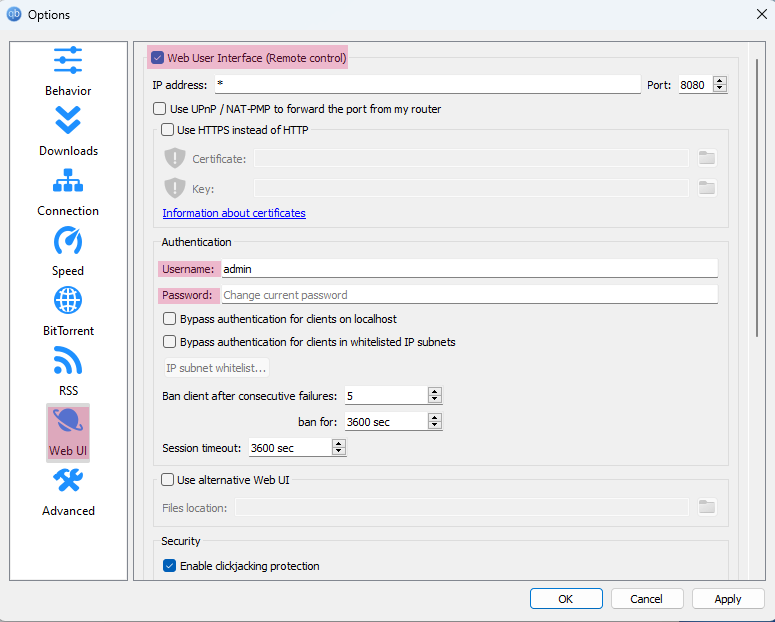 Options
Behavior
Downloads
Connection
Speed
BitTorrent
RSS
Web UI
Advanced
Web User Interface (Remote control)
IP address: * Port: 8080
Use UPnP / NAT-PMP to forward the port from my router
Use HTTPS instead of HTTP
Certificate:
Key:
Information about certificates
Authentication
Username: admin
Password: Change current password
Bypass authentication for clients on localhost
Bypass authentication for clients in whitelisted IP subnets
IP subnet whitelist...
Ban client after consecutive failures: 5
ban for: 3600 sec
Session timeout: 3600 sec
Use alternative Web UI
Files location:
Security
Enable clickjacking protection
OK Cancel Apply